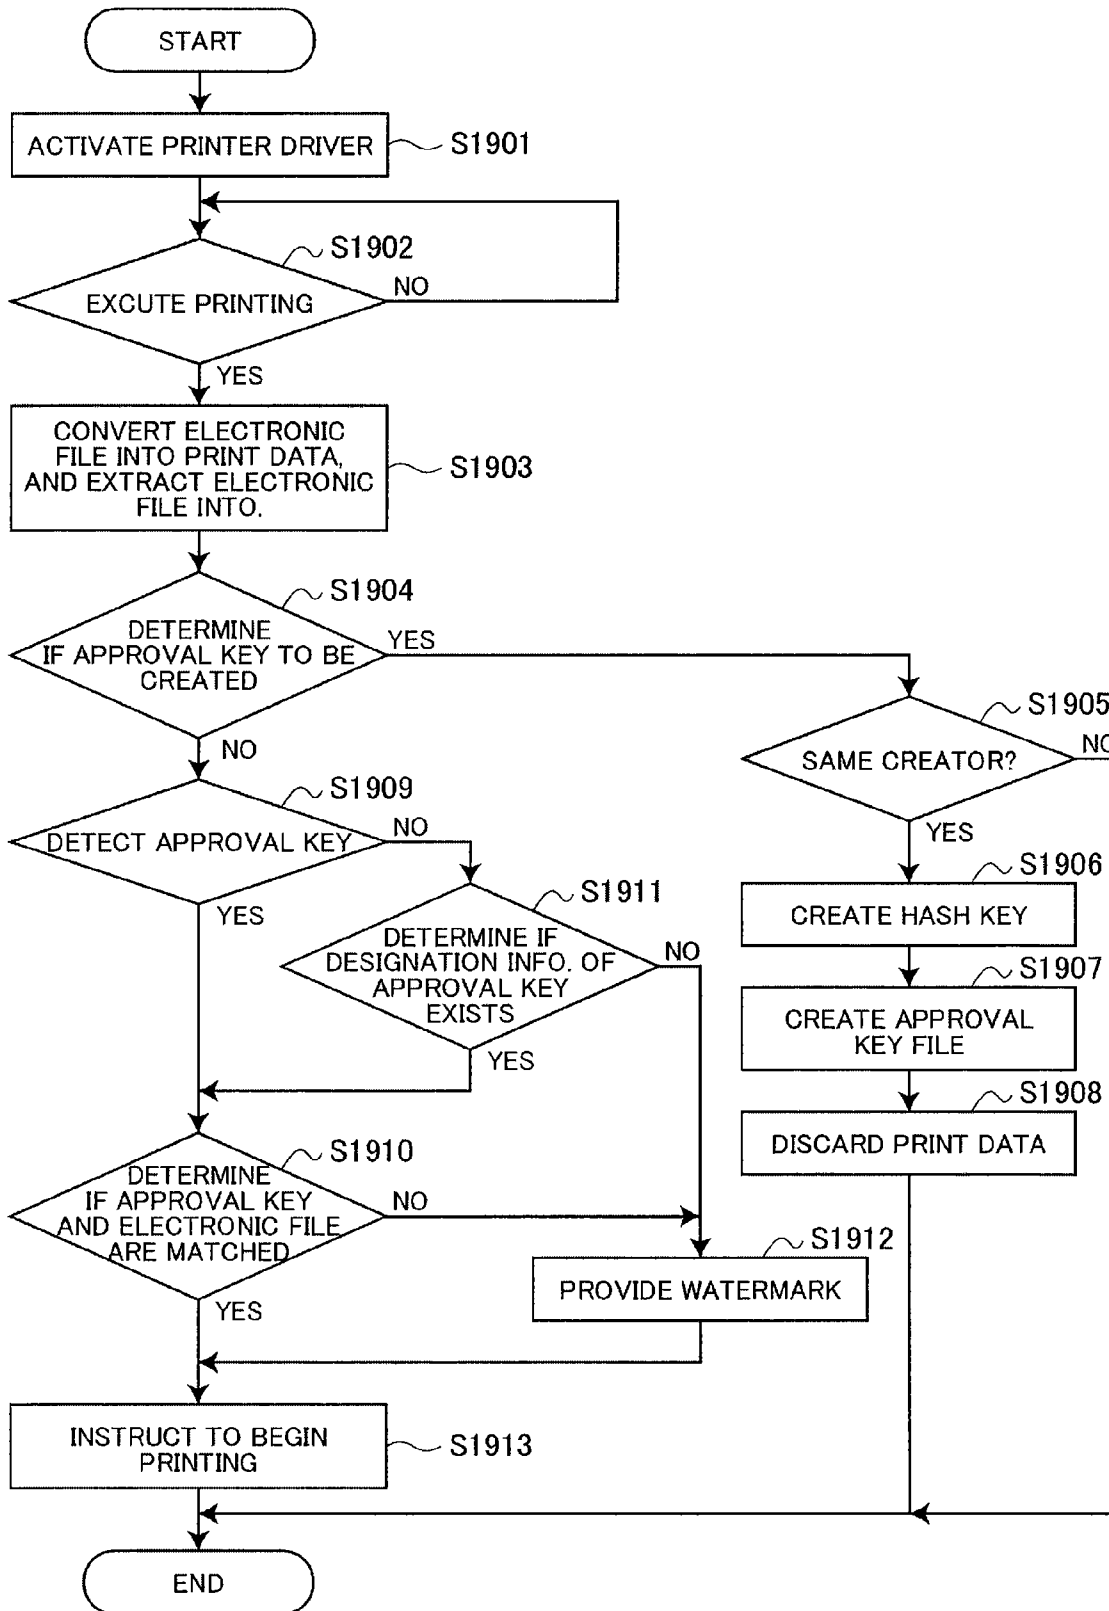 START
ACTIVATE PRINTER DRIVER
S1901
S1902
EXCUTE PRINTING
NO
YES
CONVERT ELECTRONIC
FILE INTO PRINT DATA,
AND EXTRACT ELECTRONIC
FILE INTO.
S1903
S1904
DETERMINE
IF APPROVAL KEY TO BE
CREATED
YES
NO
S1905
SAME CREATOR?
NO
YES
S1909
DETECT APPROVAL KEY
NO
YES
S1911
DETERMINE IF
DESIGNATION INFO. OF
APPROVAL KEY
EXISTS
NO
YES
S1906
CREATE HASH KEY
S1907
CREATE APPROVAL
KEY FILE
S1908
DISCARD PRINT DATA
S1910
DETERMINE
IF APPROVAL KEY
AND ELECTRONIC FILE
ARE MATCHED
NO
YES
S1912
PROVIDE WATERMARK
INSTRUCT TO BEGIN
PRINTING
S1913
END